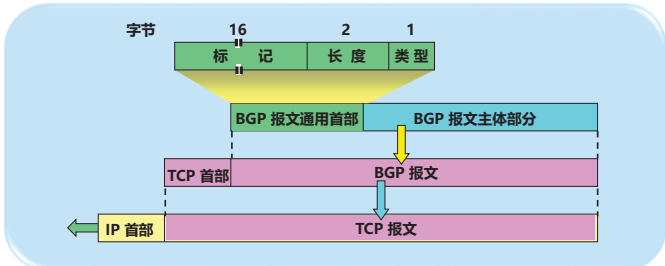 字节 16 2 1
标 记 长 度 类 型
BGP 报文通用首部 BGP 报文主体部分
TCP 首部 BGP 报文
IP 首部 TCP 报文